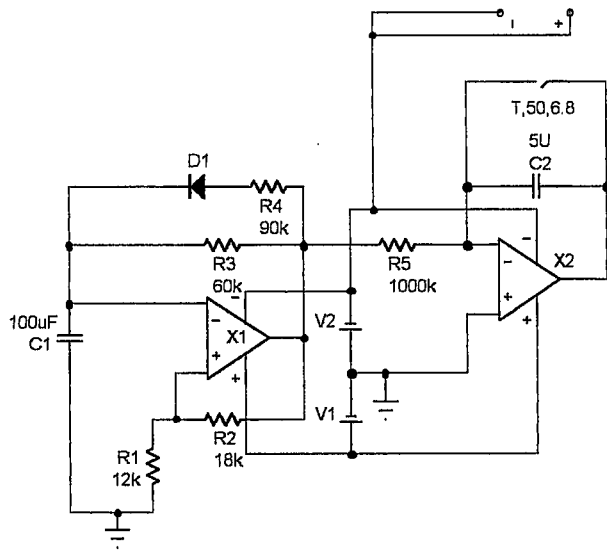 - +
T,50,6.8
5U
C2
D1
R4
90k
R3
60k
R5
1000k
-
-
+
+
X2
100uF
C1
-
-
X1
+
+
V2
V1
R2
18k
R1
12k